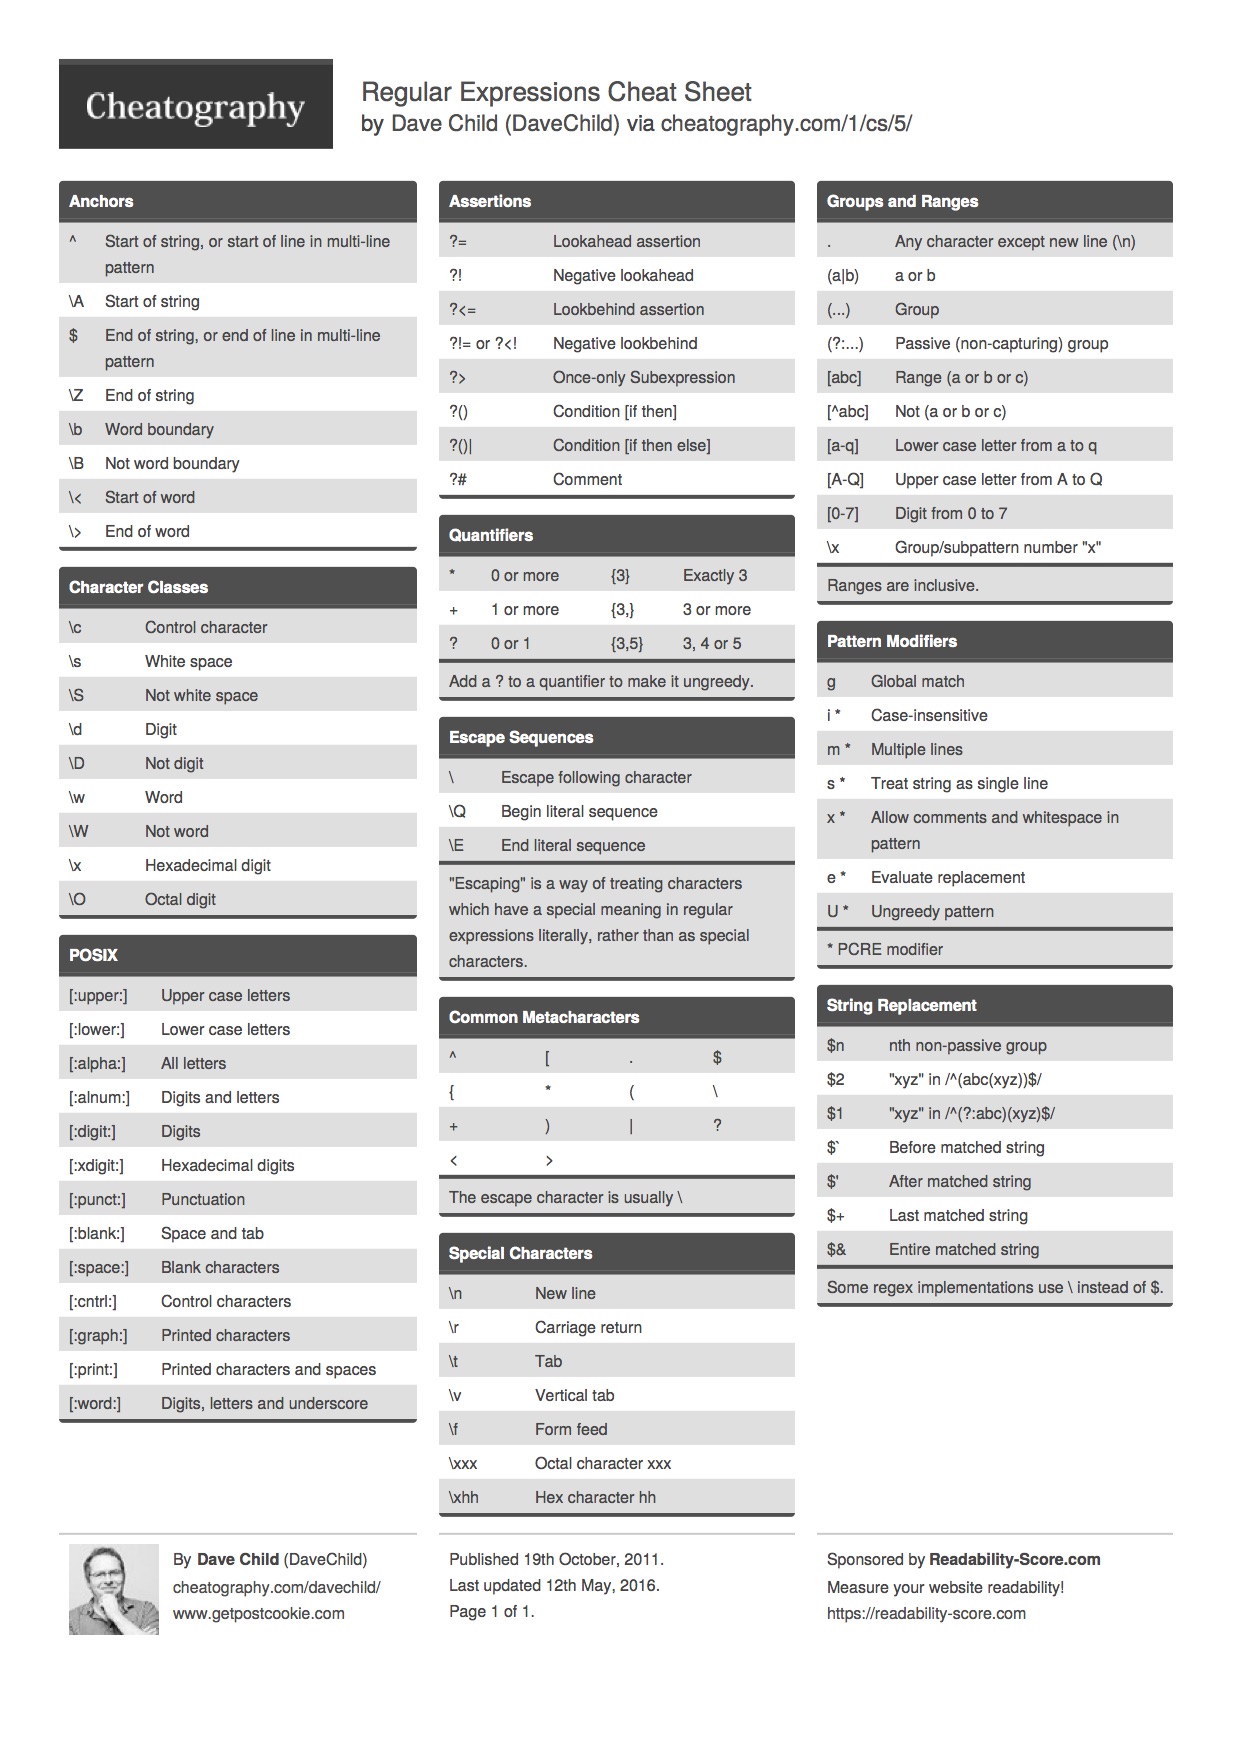 Cheatography
Regular Expressions Cheat Sheet
by Dave Child (DaveChild) via cheatography.com/1/cs/5/
Anchors
^ Start of string, or start of line in multi-line
pattern
\A Start of string
$ End of string, or end of line in multi-line
pattern
\Z End of string
\b Word boundary
\B Not word boundary
\< Start of word
\> End of word
Character Classes
\c Control character
\s White space
\S Not white space
\d Digit
\D Not digit
\w Word
\W Not word
\x Hexadecimal digit
\O Octal digit
POSIX
[:upper:] Upper case letters
[:lower:] Lower case letters
[:alpha:] All letters
[:alnum:] Digits and letters
[:digit:] Digits
[:xdigit:] Hexadecimal digits
[:punct:] Punctuation
[:blank:] Space and tab
[:space:] Blank characters
[:cntrl:] Control characters
[:graph:] Printed characters
[:print:] Printed characters and spaces
[:word:] Digits, letters and underscore
Assertions
?= Lookahead assertion
?! Negative lookahead
?<= Lookbehind assertion
?!= or ?<! Negative lookbehind
?> Once-only Subexpression
?() Condition [if then]
?()| Condition [if then else]
?# Comment
Quantifiers
* 0 or more {3} Exactly 3
+ 1 or more {3,} 3 or more
? 0 or 1 {3,5} 3, 4 or 5
Add a ? to a quantifier to make it ungreedy.
Escape Sequences
\ Escape following character
\Q Begin literal sequence
\E End literal sequence
"Escaping" is a way of treating characters
which have a special meaning in regular
expressions literally, rather than as special
characters.
Common Metacharacters
^ [ . $
{ * ( \
+ ) | ?
< >
The escape character is usually \
Special Characters
\n New line
\r Carriage return
\t Tab
\v Vertical tab
\f Form feed
\xxx Octal character xxx
\xhh Hex character hh
Groups and Ranges
. Any character except new line (\n)
(a|b) a or b
(...) Group
(?:...) Passive (non-capturing) group
[abc] Range (a or b or c)
[^abc] Not (a or b or c)
[a-q] Lower case letter from a to q
[A-Q] Upper case letter from A to Q
[0-7] Digit from 0 to 7
\x Group/subpattern number "x"
Ranges are inclusive.
Pattern Modifiers
g Global match
i * Case-insensitive
m * Multiple lines
s * Treat string as single line
x * Allow comments and whitespace in
pattern
e * Evaluate replacement
U * Ungreedy pattern
* PCRE modifier
String Replacement
$n nth non-passive group
$2 "xyz" in /^(abc(xyz))$/
$1 "xyz" in /^(?:abc)(xyz)$/
$` Before matched string
$' After matched string
$+ Last matched string
$& Entire matched string
Some regex implementations use \ instead of $.
By Dave Child (DaveChild)
cheatography.com/davechild/
www.getpostcookie.com
Published 19th October, 2011.
Last updated 12th May, 2016.
Page 1 of 1.
Sponsored by Readability-Score.com
Measure your website readability!
https://readability-score.com